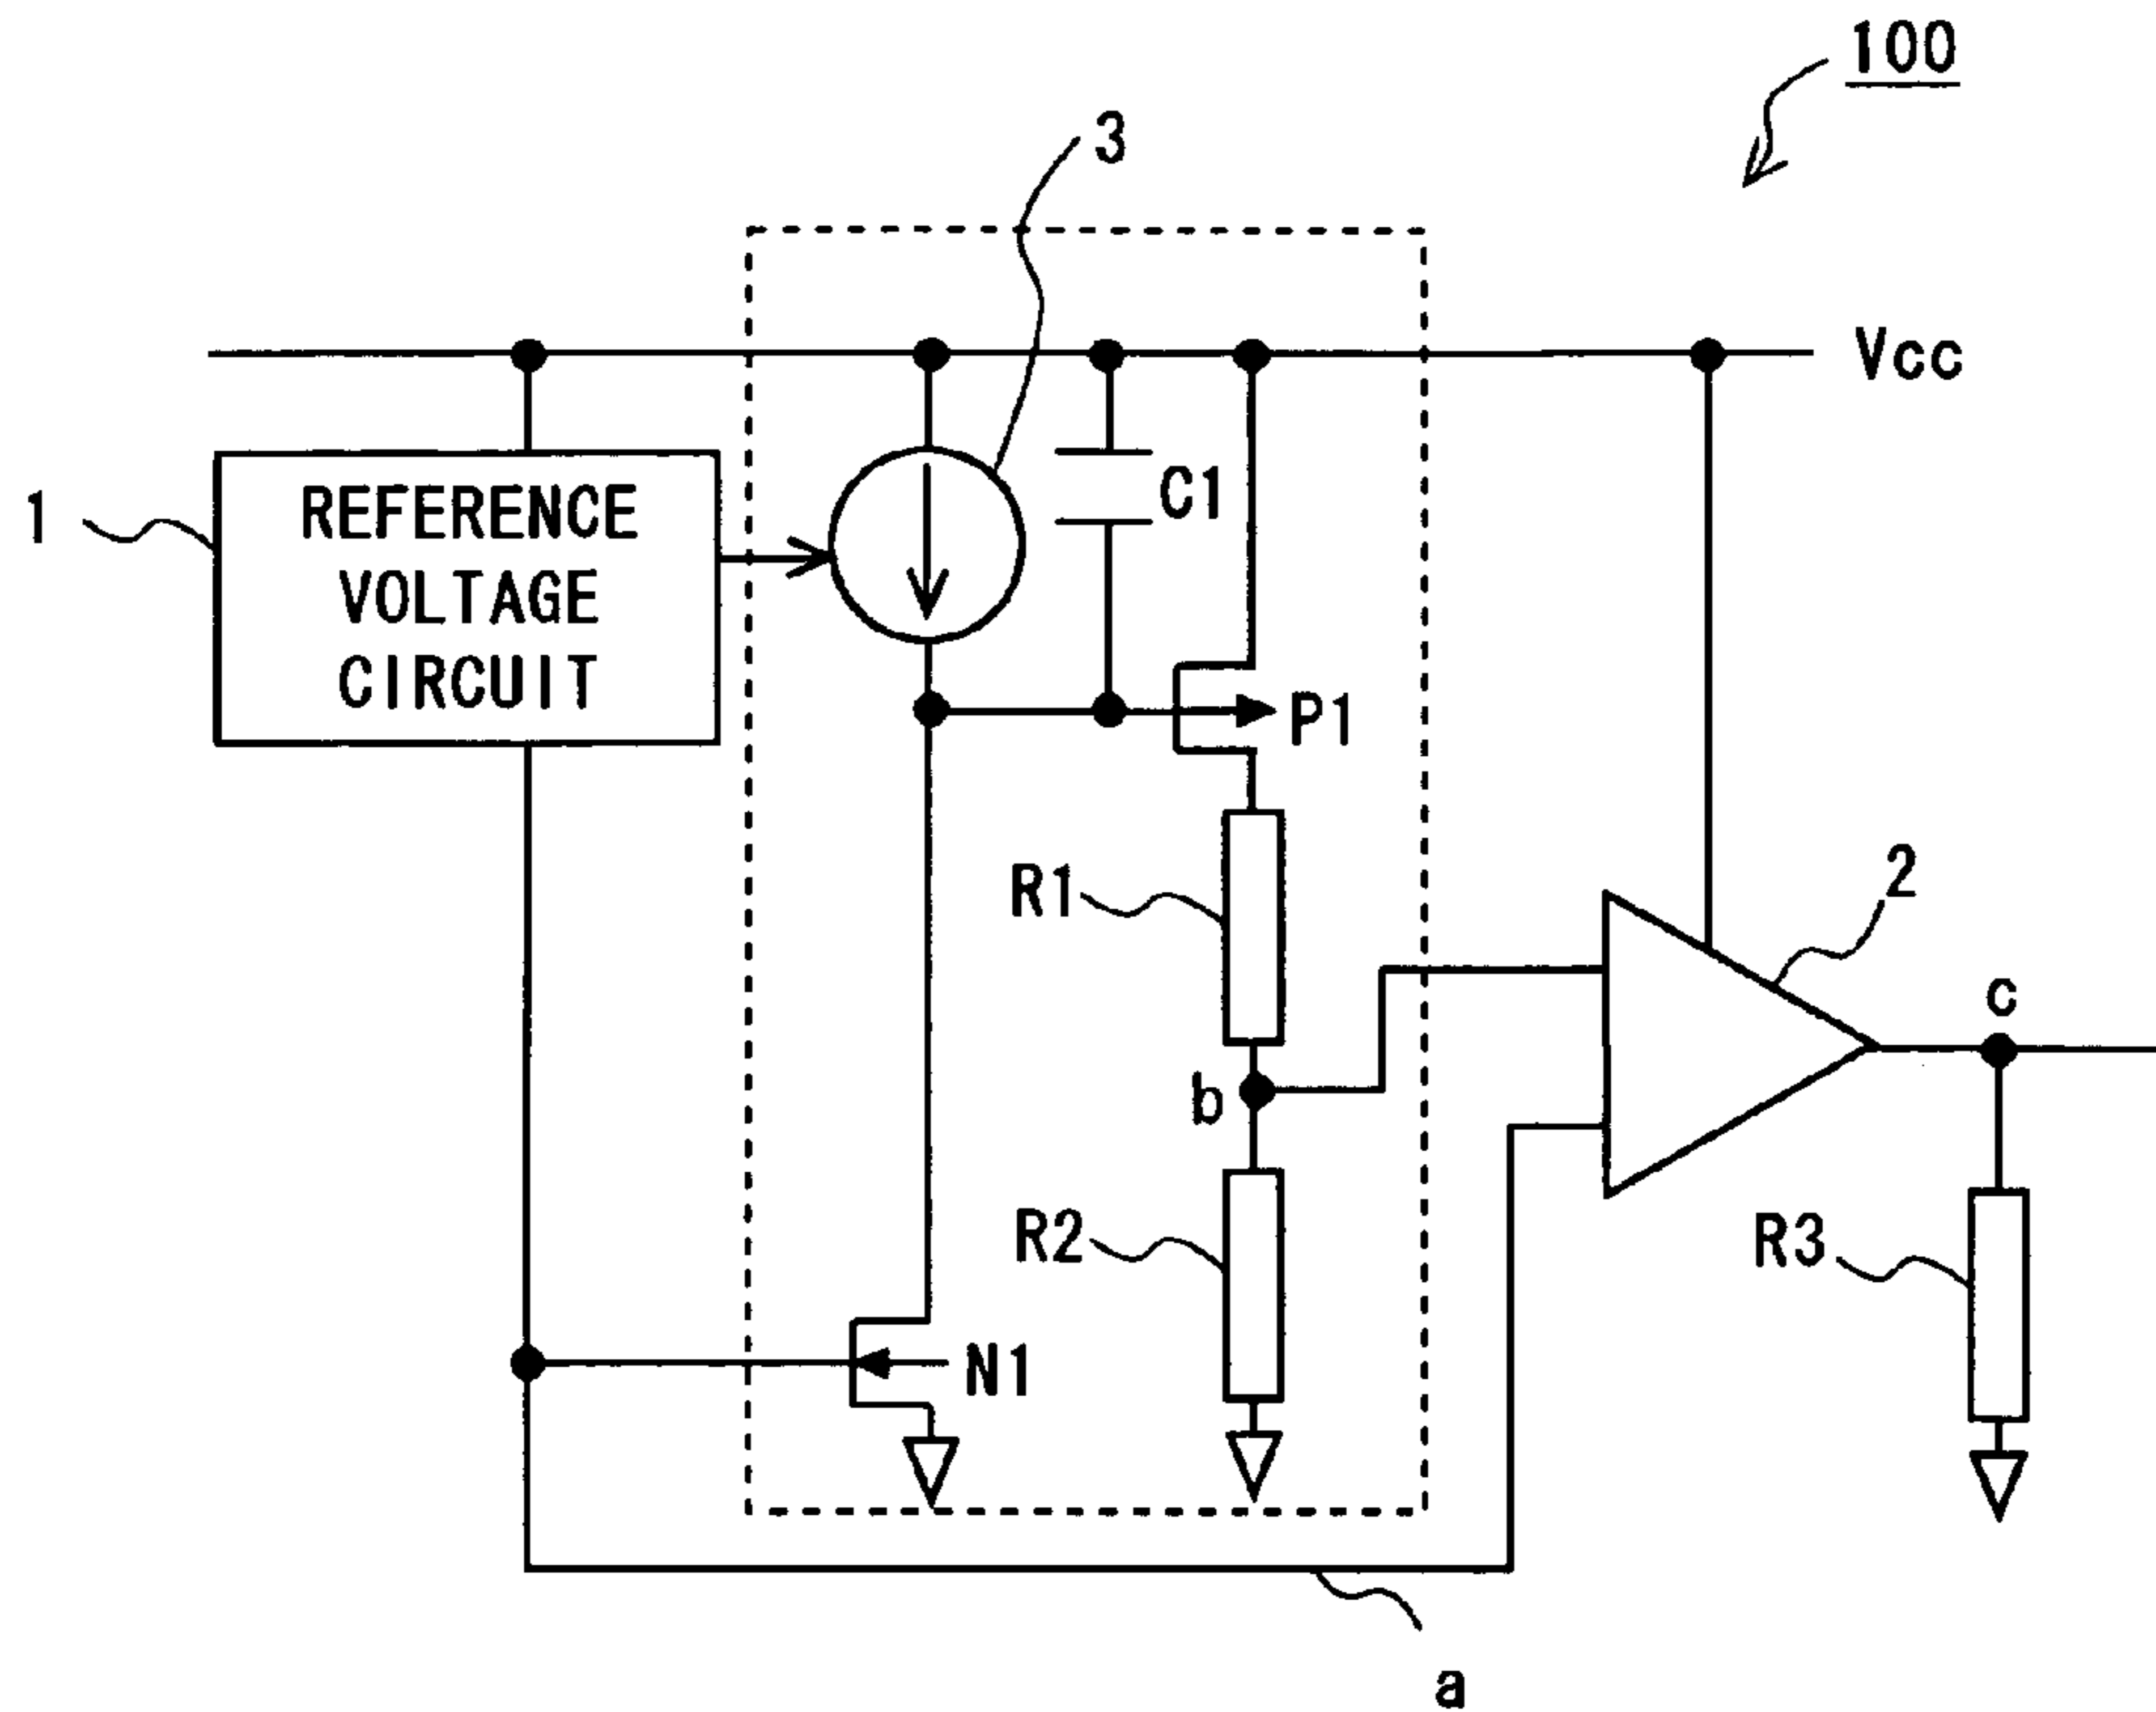 100
3
Vcc
1
REFERENCE
VOLTAGE
CIRCUIT
C1
P1
R1
2
c
b
R2
R3
N1
a